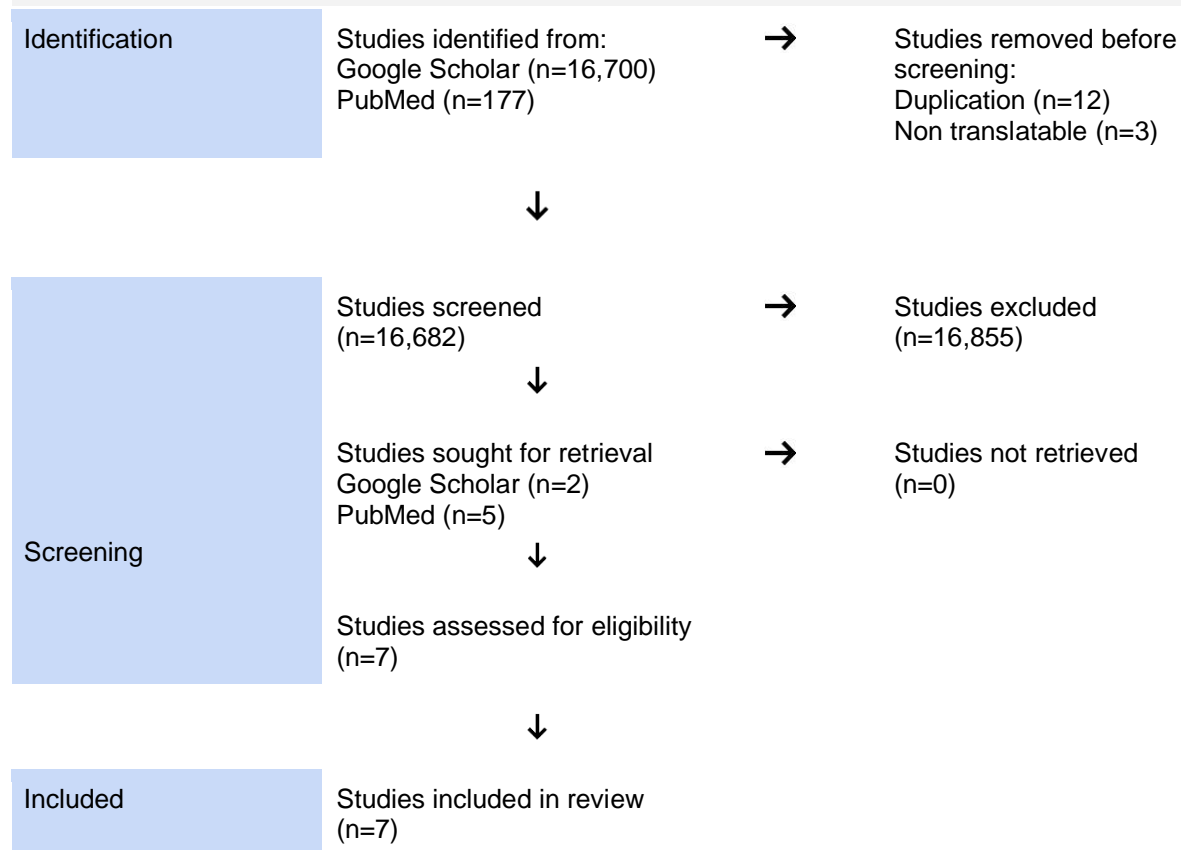 Identification
Studies identified from:
Google Scholar (n=16,700)
PubMed (n=177)
→
Studies removed before
screening:
Duplication (n=12)
Non translatable (n=3)
↓
Studies screened
(n=16,682)
→
Studies excluded
(n=16,855)
↓
Studies sought for retrieval
Google Scholar (n=2)
PubMed (n=5)
→
Studies not retrieved
(n=0)
Screening
↓
Studies assessed for eligibility
(n=7)
↓
Included
Studies included in review
(n=7)